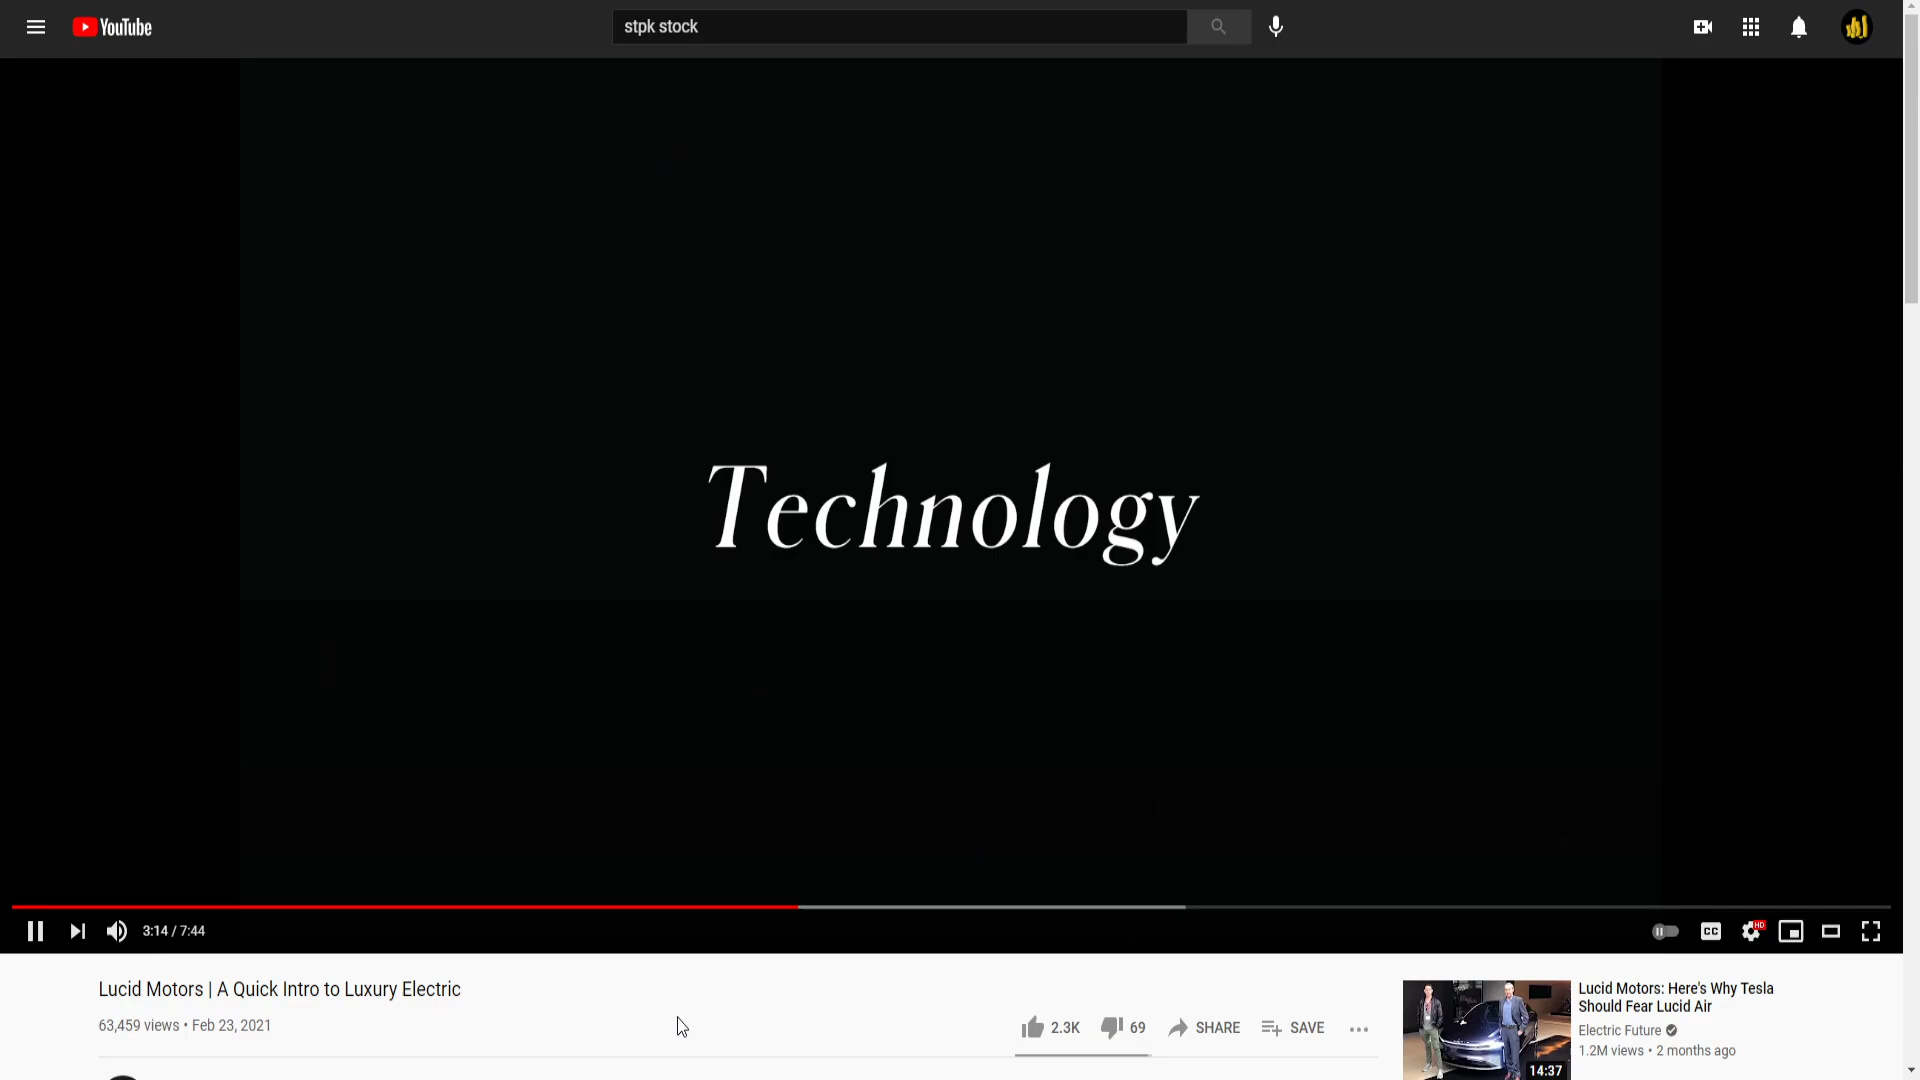 YouTube
stpk stock
Technology
3:14 / 7:44
CC
HD
Lucid Motors | A Quick Intro to Luxury Electric
63,459 views • Feb 23, 2021
2.3K
69
SHARE
SAVE
14:37
Lucid Motors: Here's Why Tesla
Should Fear Lucid Air
Electric Future
1.2M views • 2 months ago